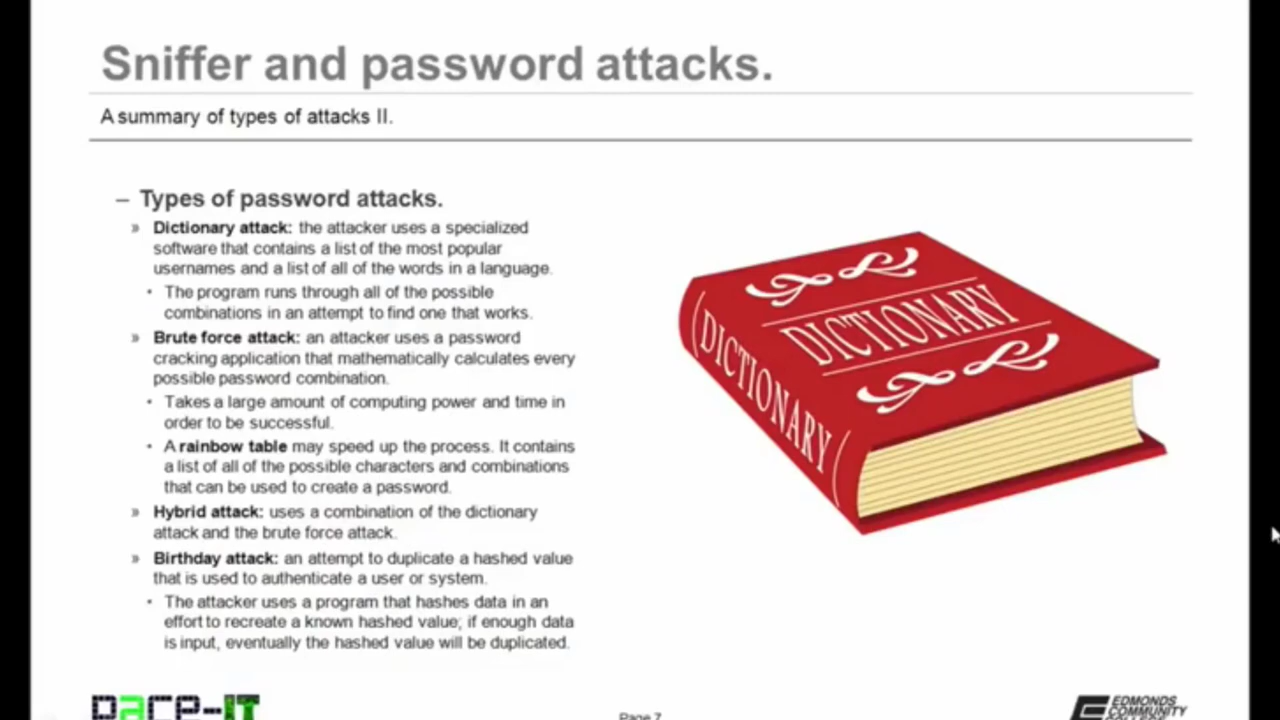 Sniffer and password attacks.
A summary of types of attacks II.
– Types of password attacks.
» Dictionary attack: the attacker uses a specialized
software that contains a list of the most popular
usernames and a list of all of the words in a language.
• The program runs through all of the possible
combinations in an attempt to find one that works.
» Brute force attack: an attacker uses a password
cracking application that mathematically calculates every
possible password combination.
• Takes a large amount of computing power and time in
order to be successful.
• A rainbow table may speed up the process. It contains
a list of all of the possible characters and combinations
that can be used to create a password.
» Hybrid attack: uses a combination of the dictionary
attack and the brute force attack.
» Birthday attack: an attempt to duplicate a hashed value
that is used to authenticate a user or system.
• The attacker uses a program that hashes data in an
effort to recreate a known hashed value; if enough data
is input, eventually the hashed value will be duplicated.
DICTIONARY
DICTIONARY
PACE-IT
Page 7
EDMONDS
COMMUNITY